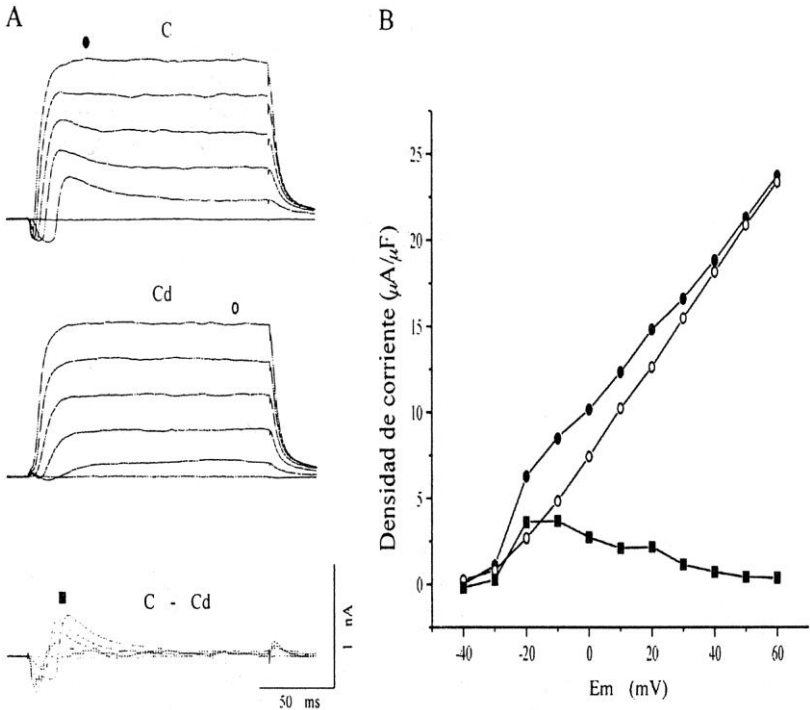 A
C
Cd
C - Cd
1 nA
50 ms
B
Densidad de corriente (μA/μF)
25
20
15
10
5
0
-40 -20 0 20 40 60
Em (mV)